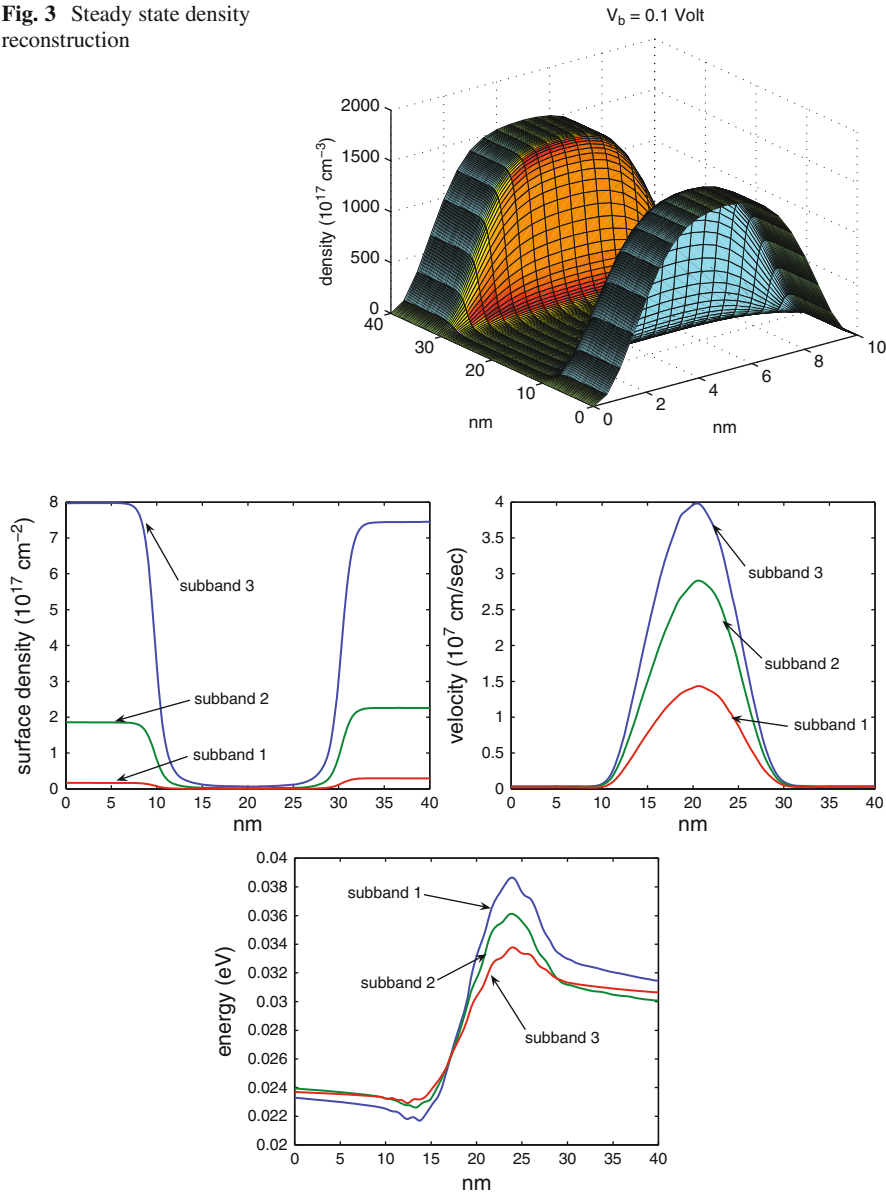 Fig. 3 Steady state density
reconstruction
V_b = 0.1 Volt
density (10^17 cm^−3)
2000
1500
1000
500
0
40
30
20
10
0
nm
0
2
4
6
8
10
nm
surface density (10^17 cm^−2)
8
7
6
5
4
3
2
1
0
subband 3
subband 2
subband 1
0 5 10 15 20 25 30 35 40
nm
velocity (10^7 cm/sec)
4
3.5
3
2.5
2
1.5
1
0.5
0
subband 3
subband 2
subband 1
0 5 10 15 20 25 30 35 40
nm
energy (eV)
0.04
0.038
0.036
0.034
0.032
0.03
0.028
0.026
0.024
0.022
0.02
subband 1
subband 2
subband 3
0 5 10 15 20 25 30 35 40
nm